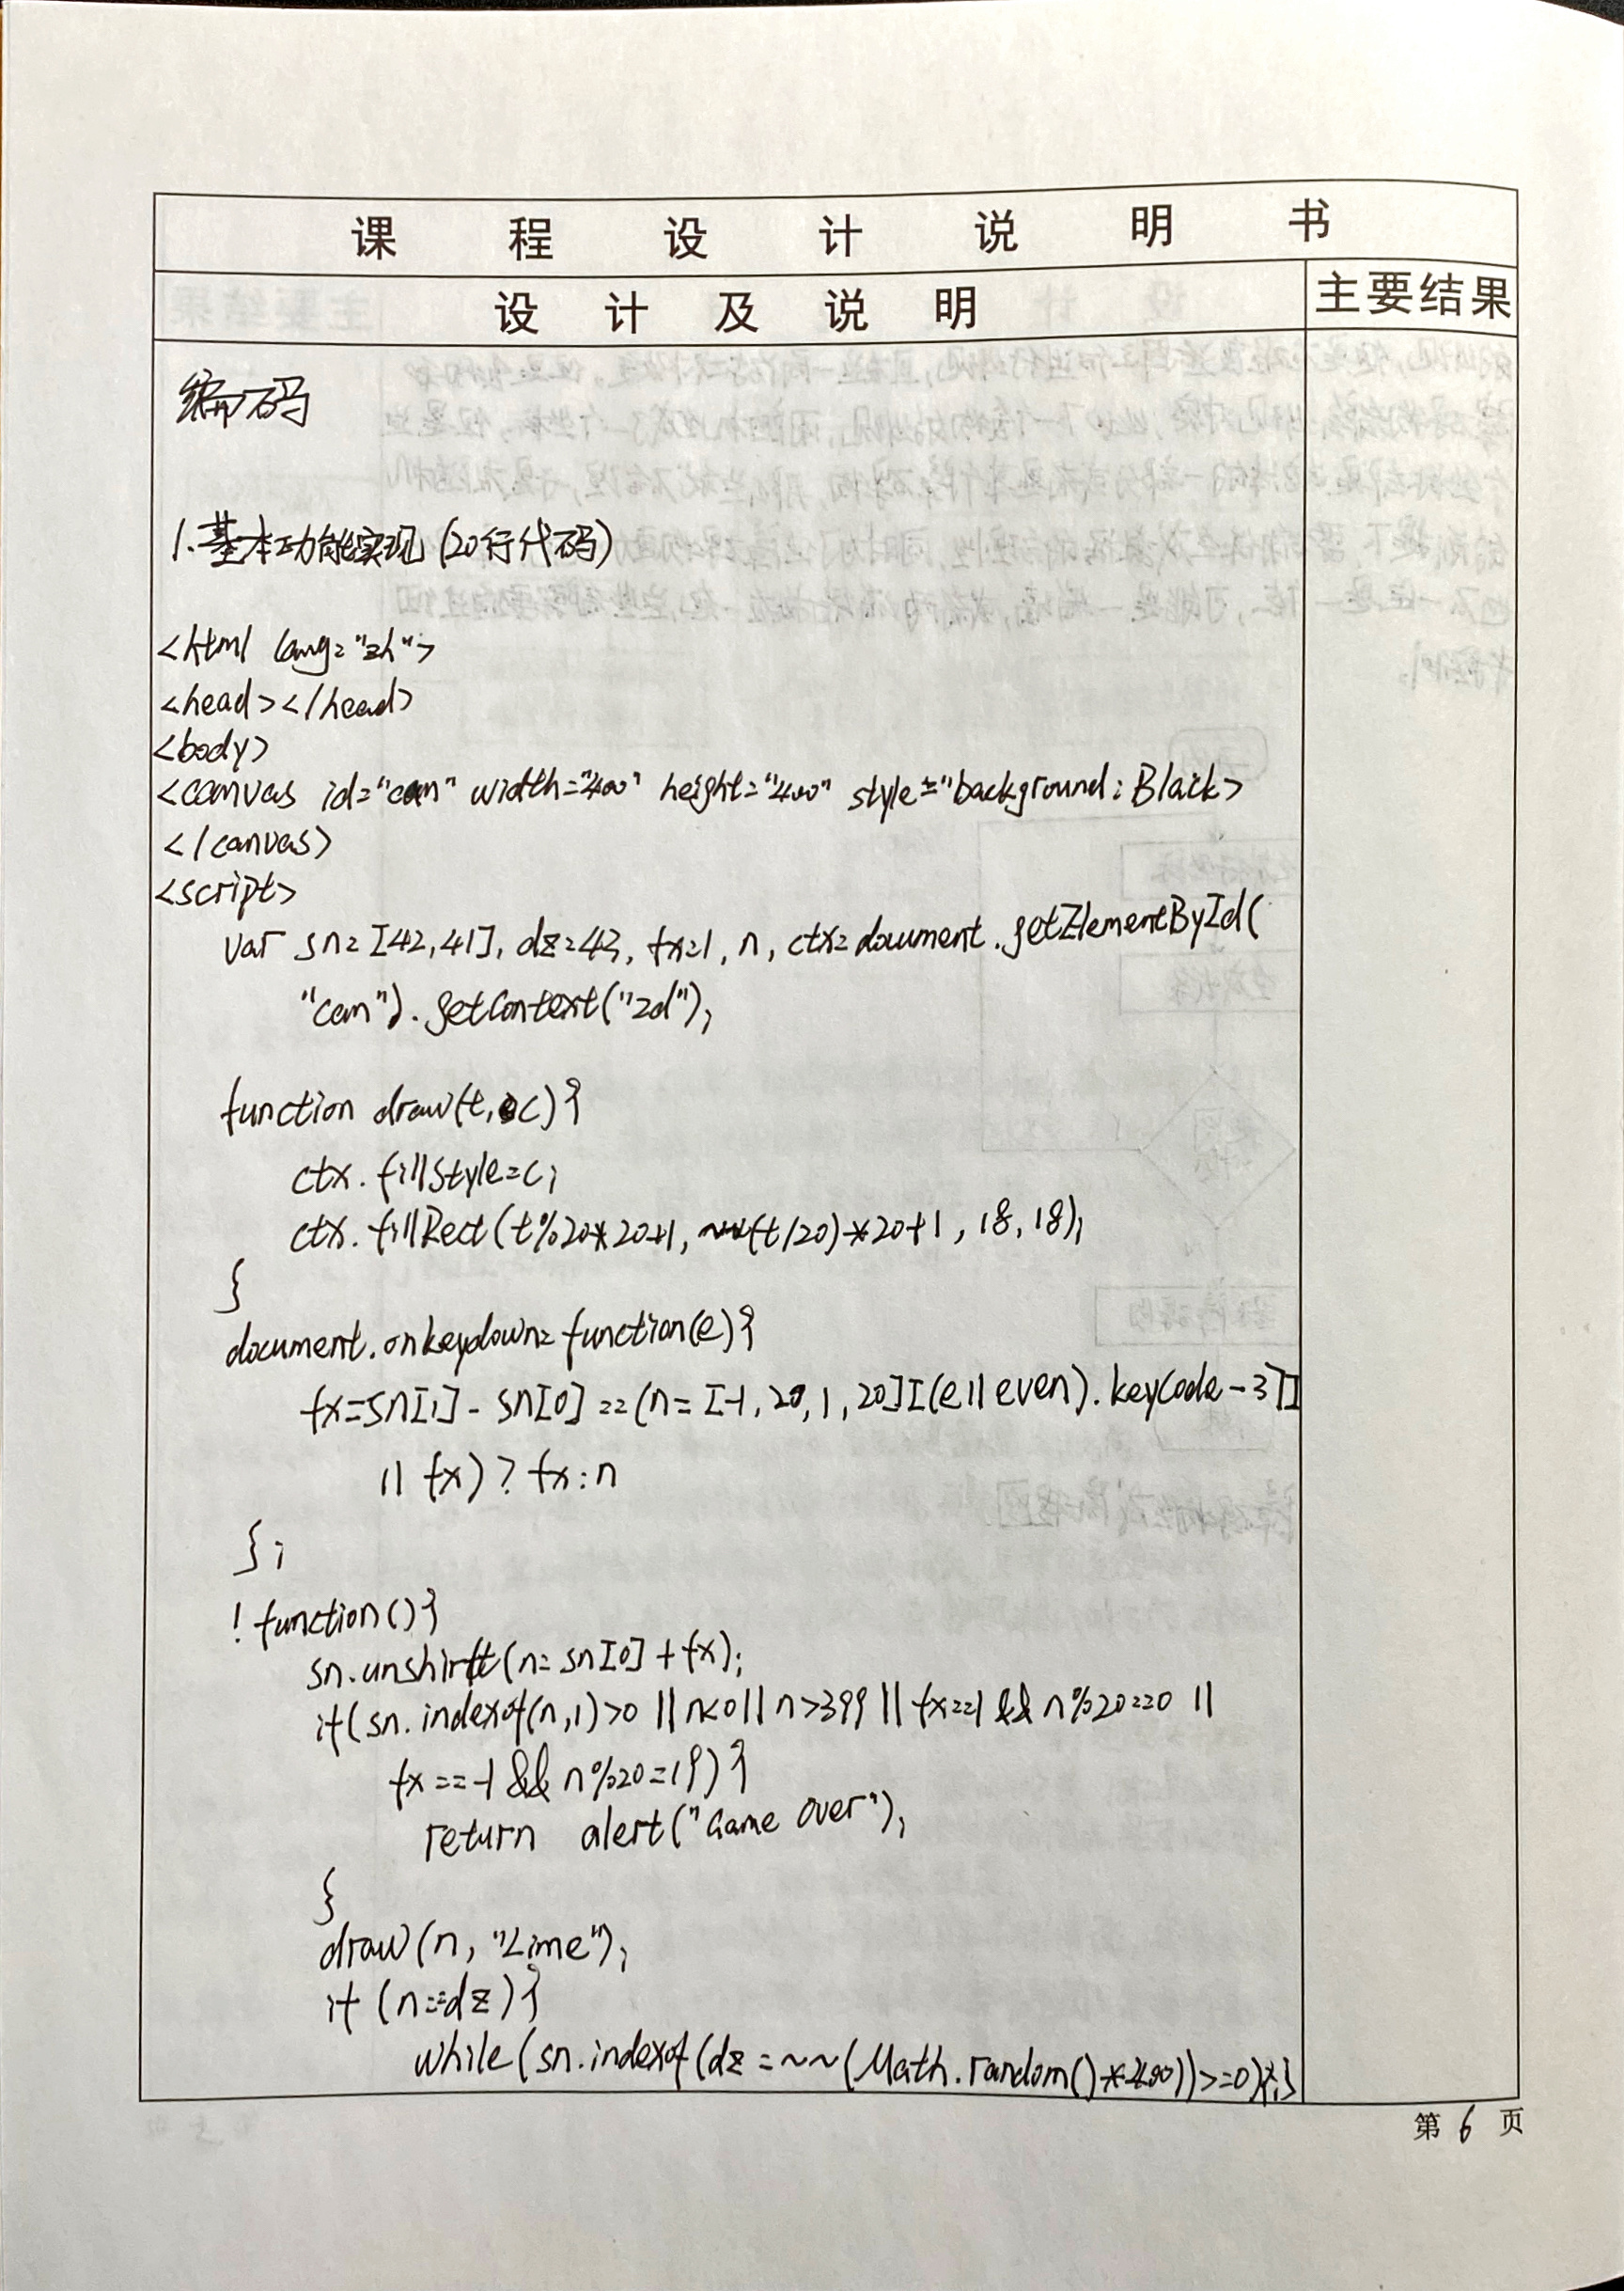 课程设计说明书
设计及说明
主要结果
编码
1.基本功能实现(20行代码)
<html lang="zh">
<head></head>
<body>
<canvas id="can" width="400" height="400" style="background:Black>
</canvas>
<script>
var sn=[42,41], dz=43, fx=1, n, ctx=document.getElementById(
"can").getContext("2d");
function draw(t,c){
ctx.fillStyle=c;
ctx.fillRect(t%20*20+1, ~~(t/20)*20+1, 18, 18);
}
document.onkeydown=function(e){
fx=sn[1]-sn[0]==(n=[-1,20,1,20][(e||even).keyCode-37]
||fx)?fx:n
};
!function(){
sn.unshift(n=sn[0]+fx);
if(sn.indexof(n,1)>0||n<0||n>399||fx==1&&n%20==0||
fx==-1&&n%20=19){
return alert("Game Over");
}
draw(n,"Lime");
if(n==dz){
while(sn.indexof(dz=~~(Math.random()*400))>=0){;}
第6页